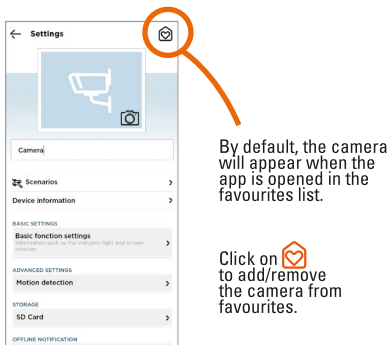 Settings
Camera
Scenarios
Device information
BASIC SETTINGS
Basic fonction settings
Information such as the indicator light and screen
rotation
ADVANCED SETTINGS
Motion detection
STORAGE
SD Card
OFFLINE NOTIFICATION
By default, the camera
will appear when the
app is opened in the
favourites list.
Click on
to add/remove
the camera from
favourites.